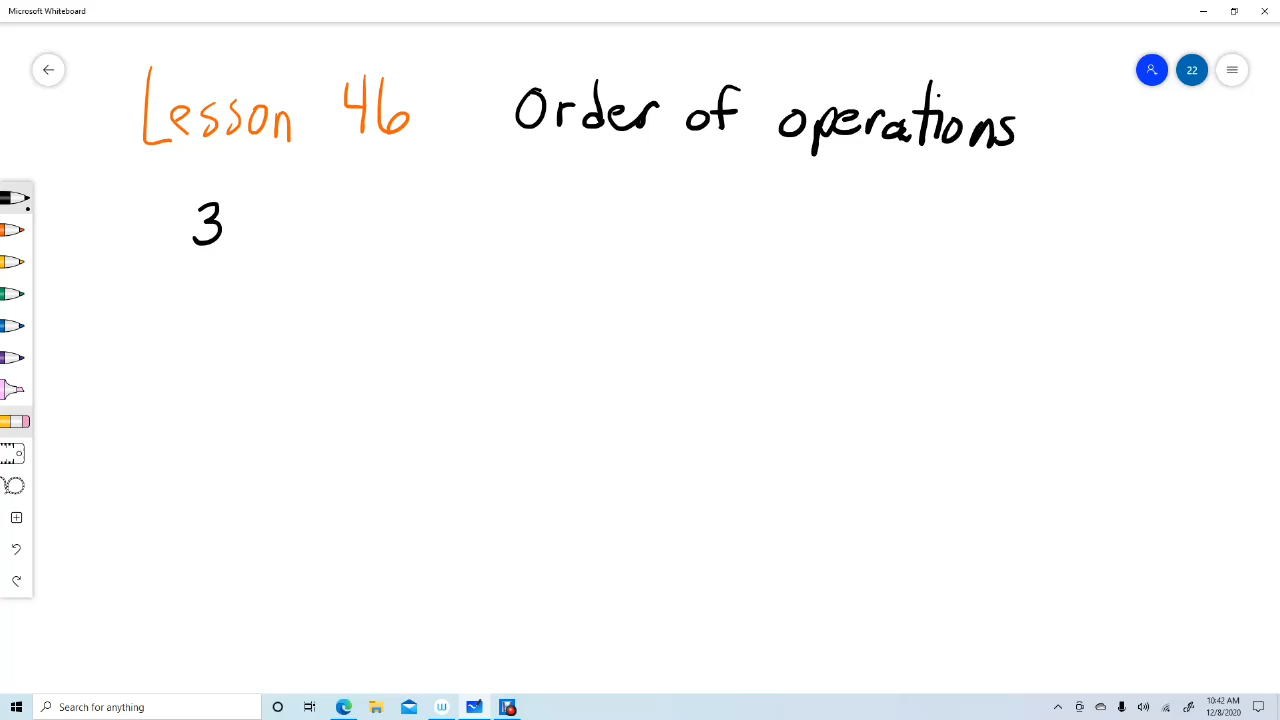 Microsoft Whiteboard
22
Lesson 46 Order of operations
3
Search for anything
10:42 AM
12/8/2020